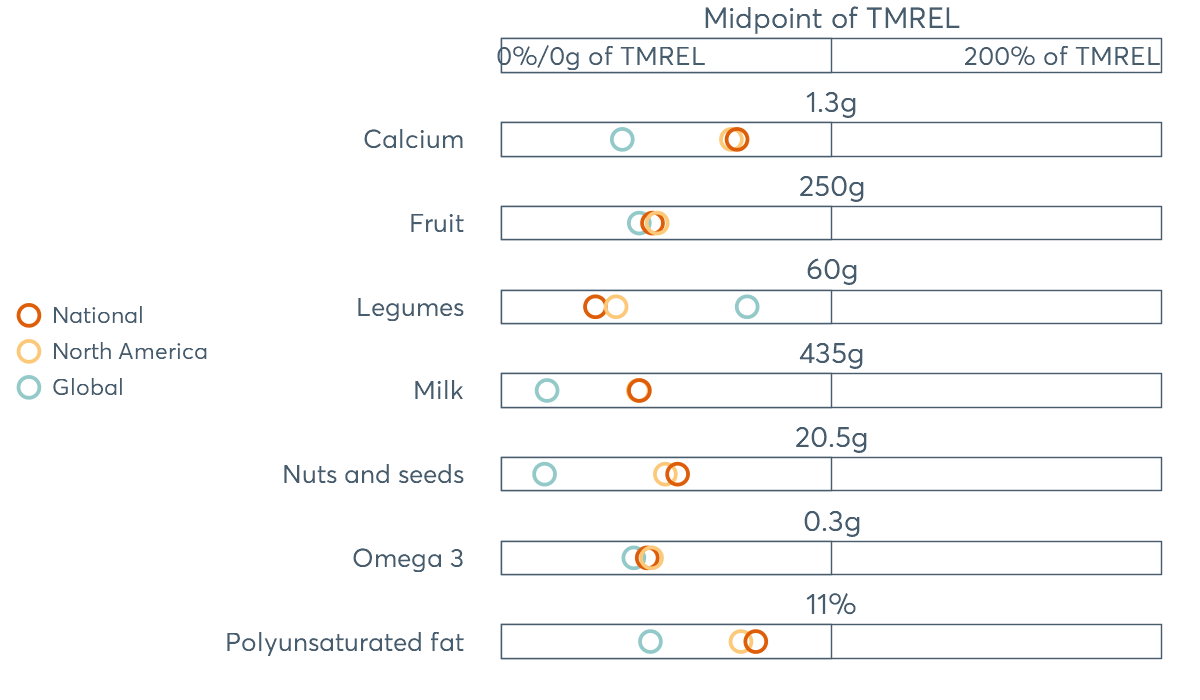 Midpoint of TMREL
0%/0g of TMREL
200% of TMREL
1.3g
Calcium
250g
Fruit
60g
Legumes
435g
Milk
20.5g
Nuts and seeds
0.3g
Omega 3
11%
Polyunsaturated fat
National
North America
Global